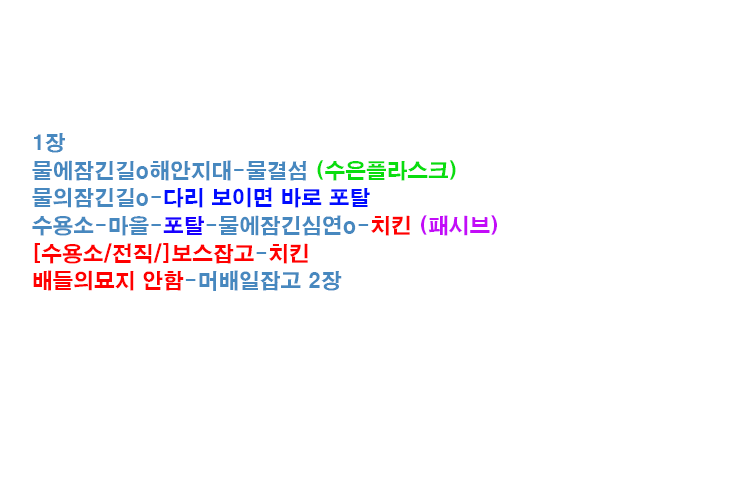 1장
물에잠긴길o해안지대-물결섬 (수은플라스크)
물의잠긴길o-다리 보이면 바로 포탈
수용소-마을-포탈-물에잠긴심연o-치킨 (패시브)
[수용소/전직/]보스잡고-치킨
배들의묘지 안함-머배일잡고 2장